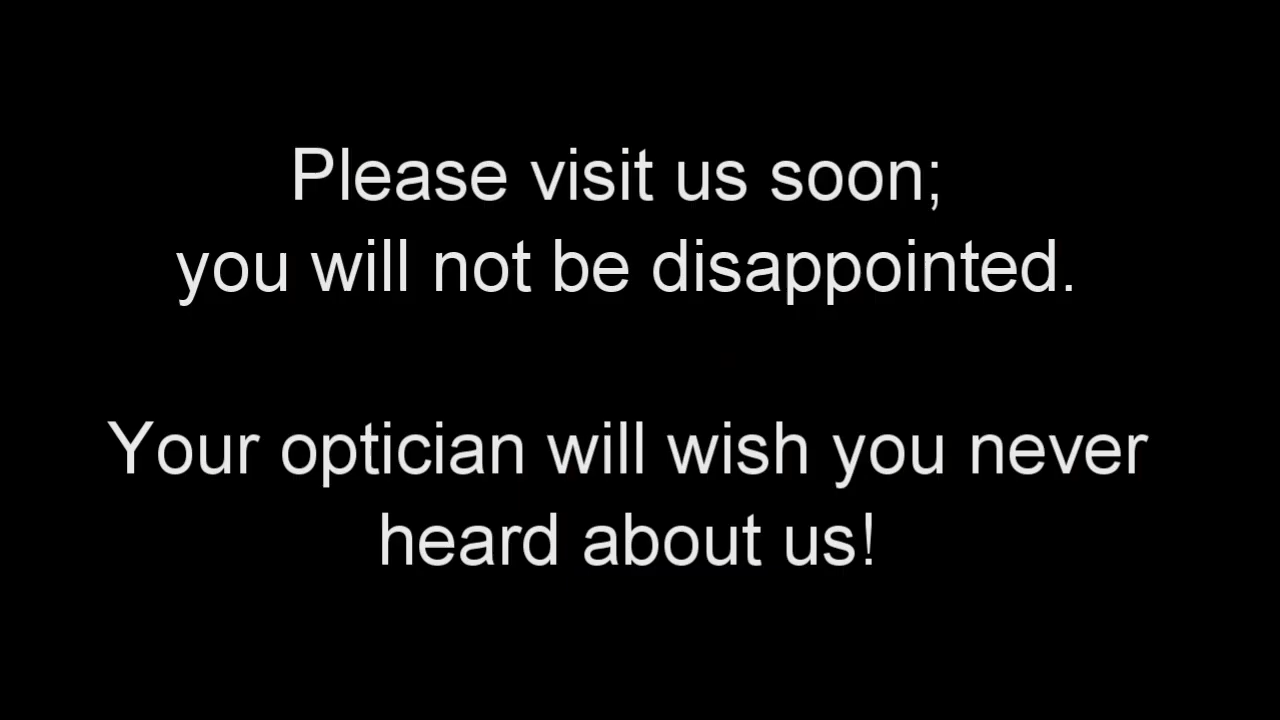 Please visit us soon;
you will not be disappointed.
Your optician will wish you never
heard about us!